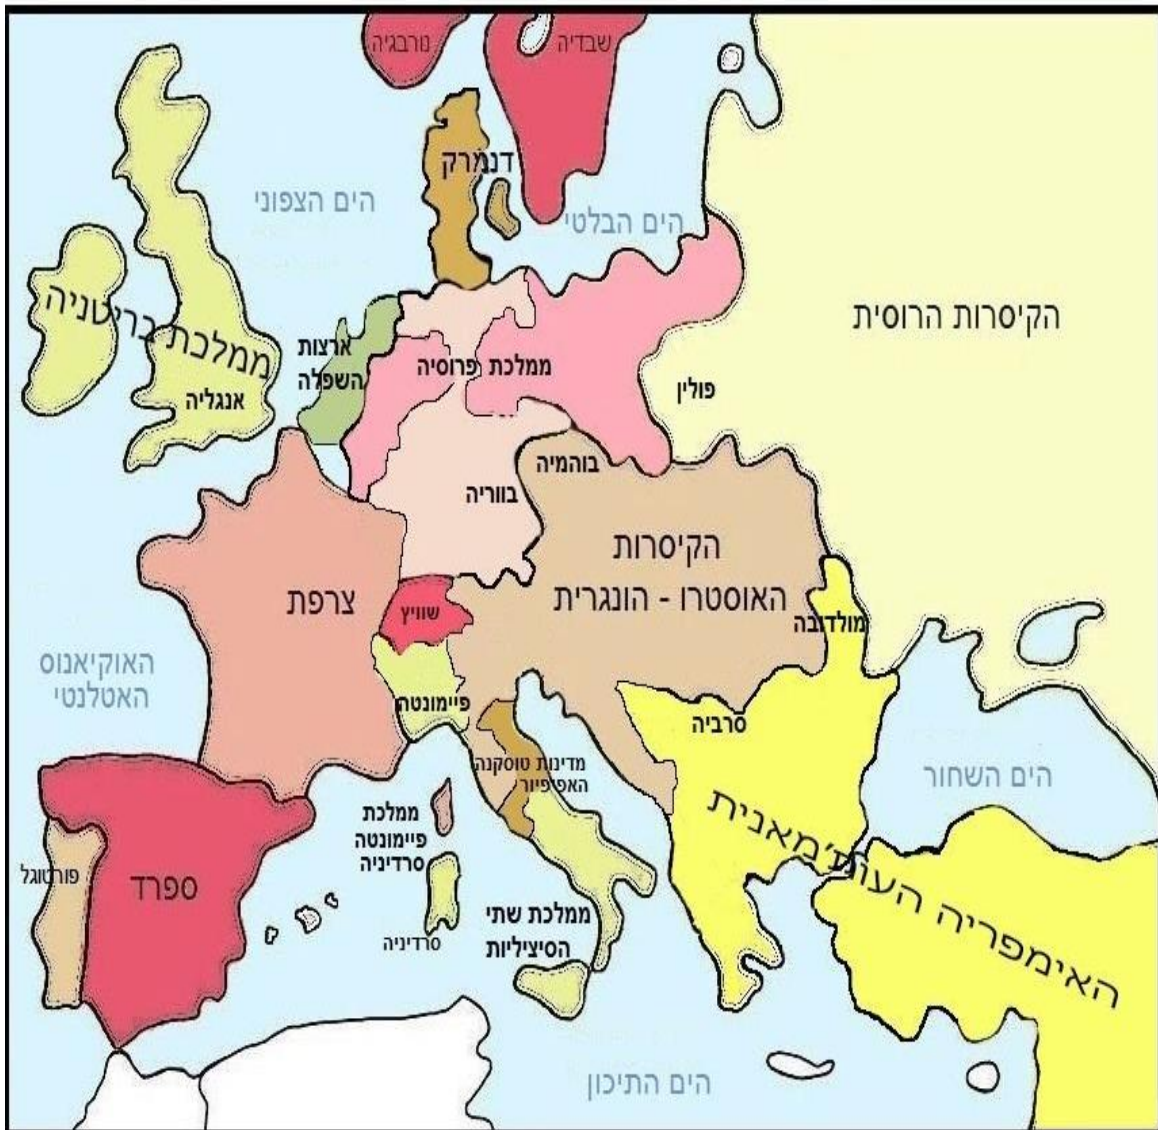 נורבגיה
שבדיה
דנמרק
הים הצפוני
הים הבלטי
ממלכת בריטניה
אנגליה
ארצות
השפלה
ממלכת פרוסיה
הקיסרות הרוסית
פולין
בוהמיה
בווריה
הקיסרות
האוסטרו - הונגרית
צרפת
שוויץ
מולדובה
האוקיאנוס
האטלנטי
פיימונטה
סרביה
מדינות טוסקנה
האפיפיור
הים השחור
ממלכת
פיימונטה
סרדיניה
פורטוגל
ספרד
האימפריה העות'מאנית
ממלכת שתי
הסיציליות
סרדיניה
הים התיכון